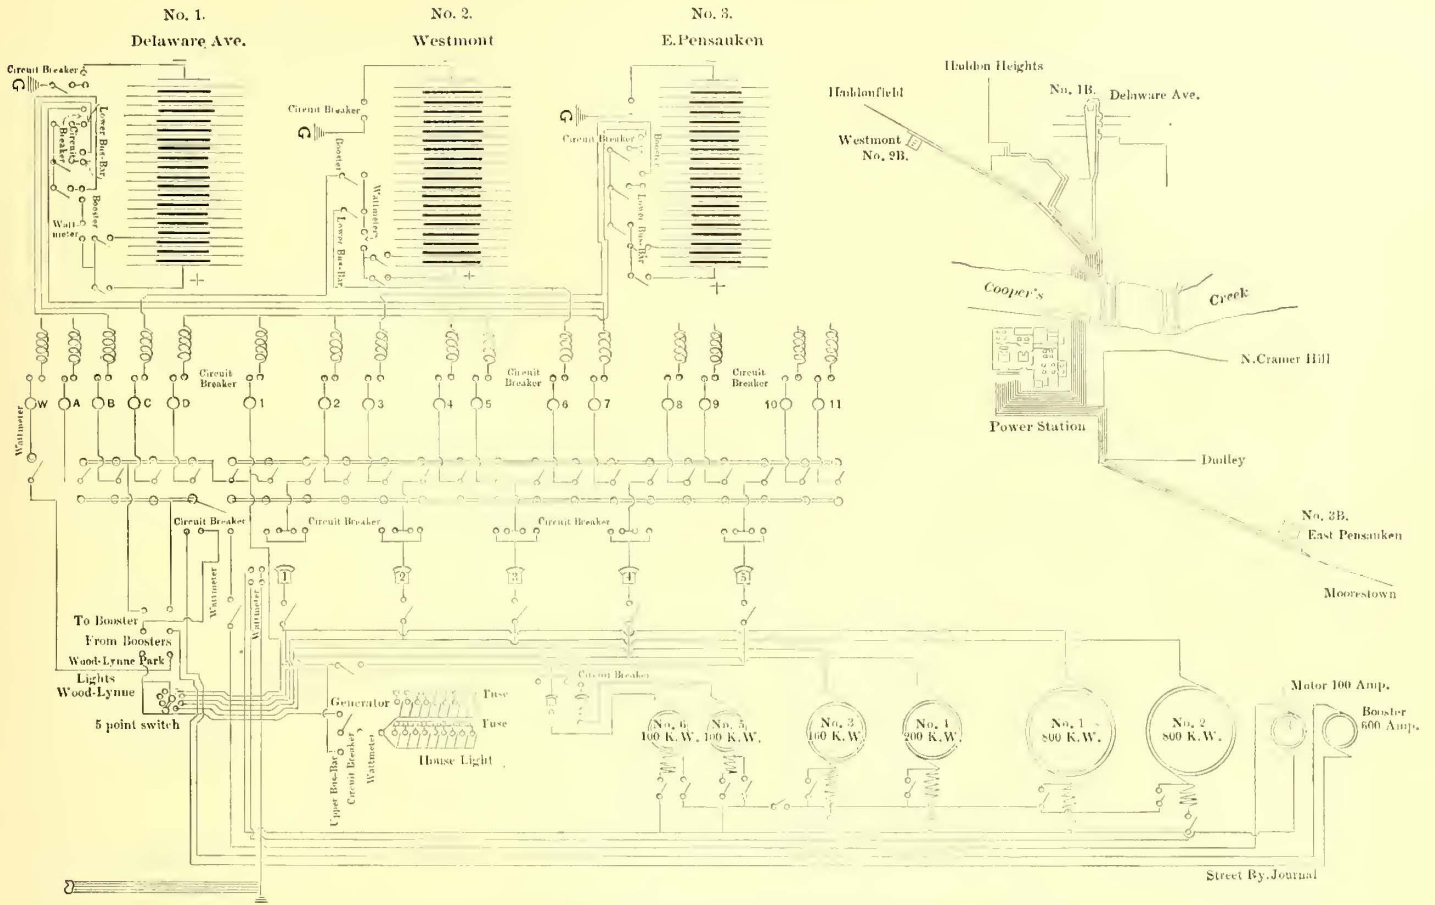 No. 1.
Delaware Ave.
No. 2.
Westmont
No. 3.
E. Pensauken
Circuit Breaker
G
Lower Bus-Bar
Circuit
Breaker
Booster
Watt-
meter
+
Circuit Breaker
G
Booster
Wattmeters
Lower Bus-Bar
+
G
Circuit Breaker
Booster
Lower Bus-Bar
+
Haddon Heights
Haddonfield
No. 1B.
Delaware Ave.
Westmont
No. 2B.
Cooper's
Creek
N. Cramer Hill
Power Station
Dudley
No. 3B.
East Pensauken
Moorestown
Circuit
Breaker
Circuit
Breaker
Circuit
Breaker
W A B C D 1 2 3 4 5 6 7 8 9 10 11
Wattmeter
Circuit Breaker
Circuit Breaker
Circuit Breaker
1 2 3 4 5
Wattmeter
Wattmeter
To Booster
From Boosters
Wood-Lynne Park
Lights
Wood-Lynne
5 point switch
Generator
Fuse
Fuse
House Light
Upper Bus-Bar
Circuit Breaker
Wattmeter
Circuit Breaker
No. 6
100 K.W.
No. 5
100 K.W.
No. 3
160 K.W.
No. 4
200 K.W.
No. 1
800 K.W.
No. 2
800 K.W.
Motor 100 Amp.
Booster
600 Amp.
Street Ry. Journal